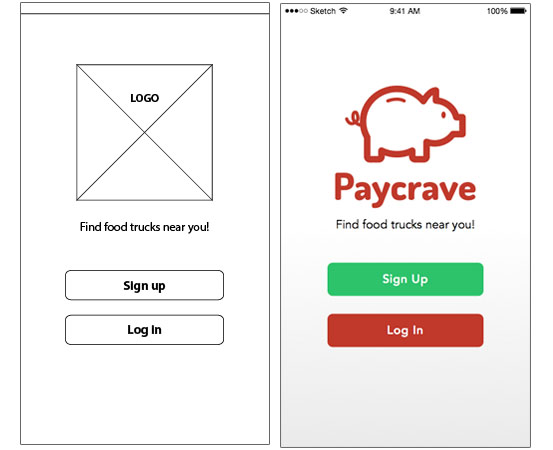 LOGO
Find food trucks near you!
Sign up
Log In
Sketch 9:41 AM 100%
Paycrave
Find food trucks near you!
Sign Up
Log In